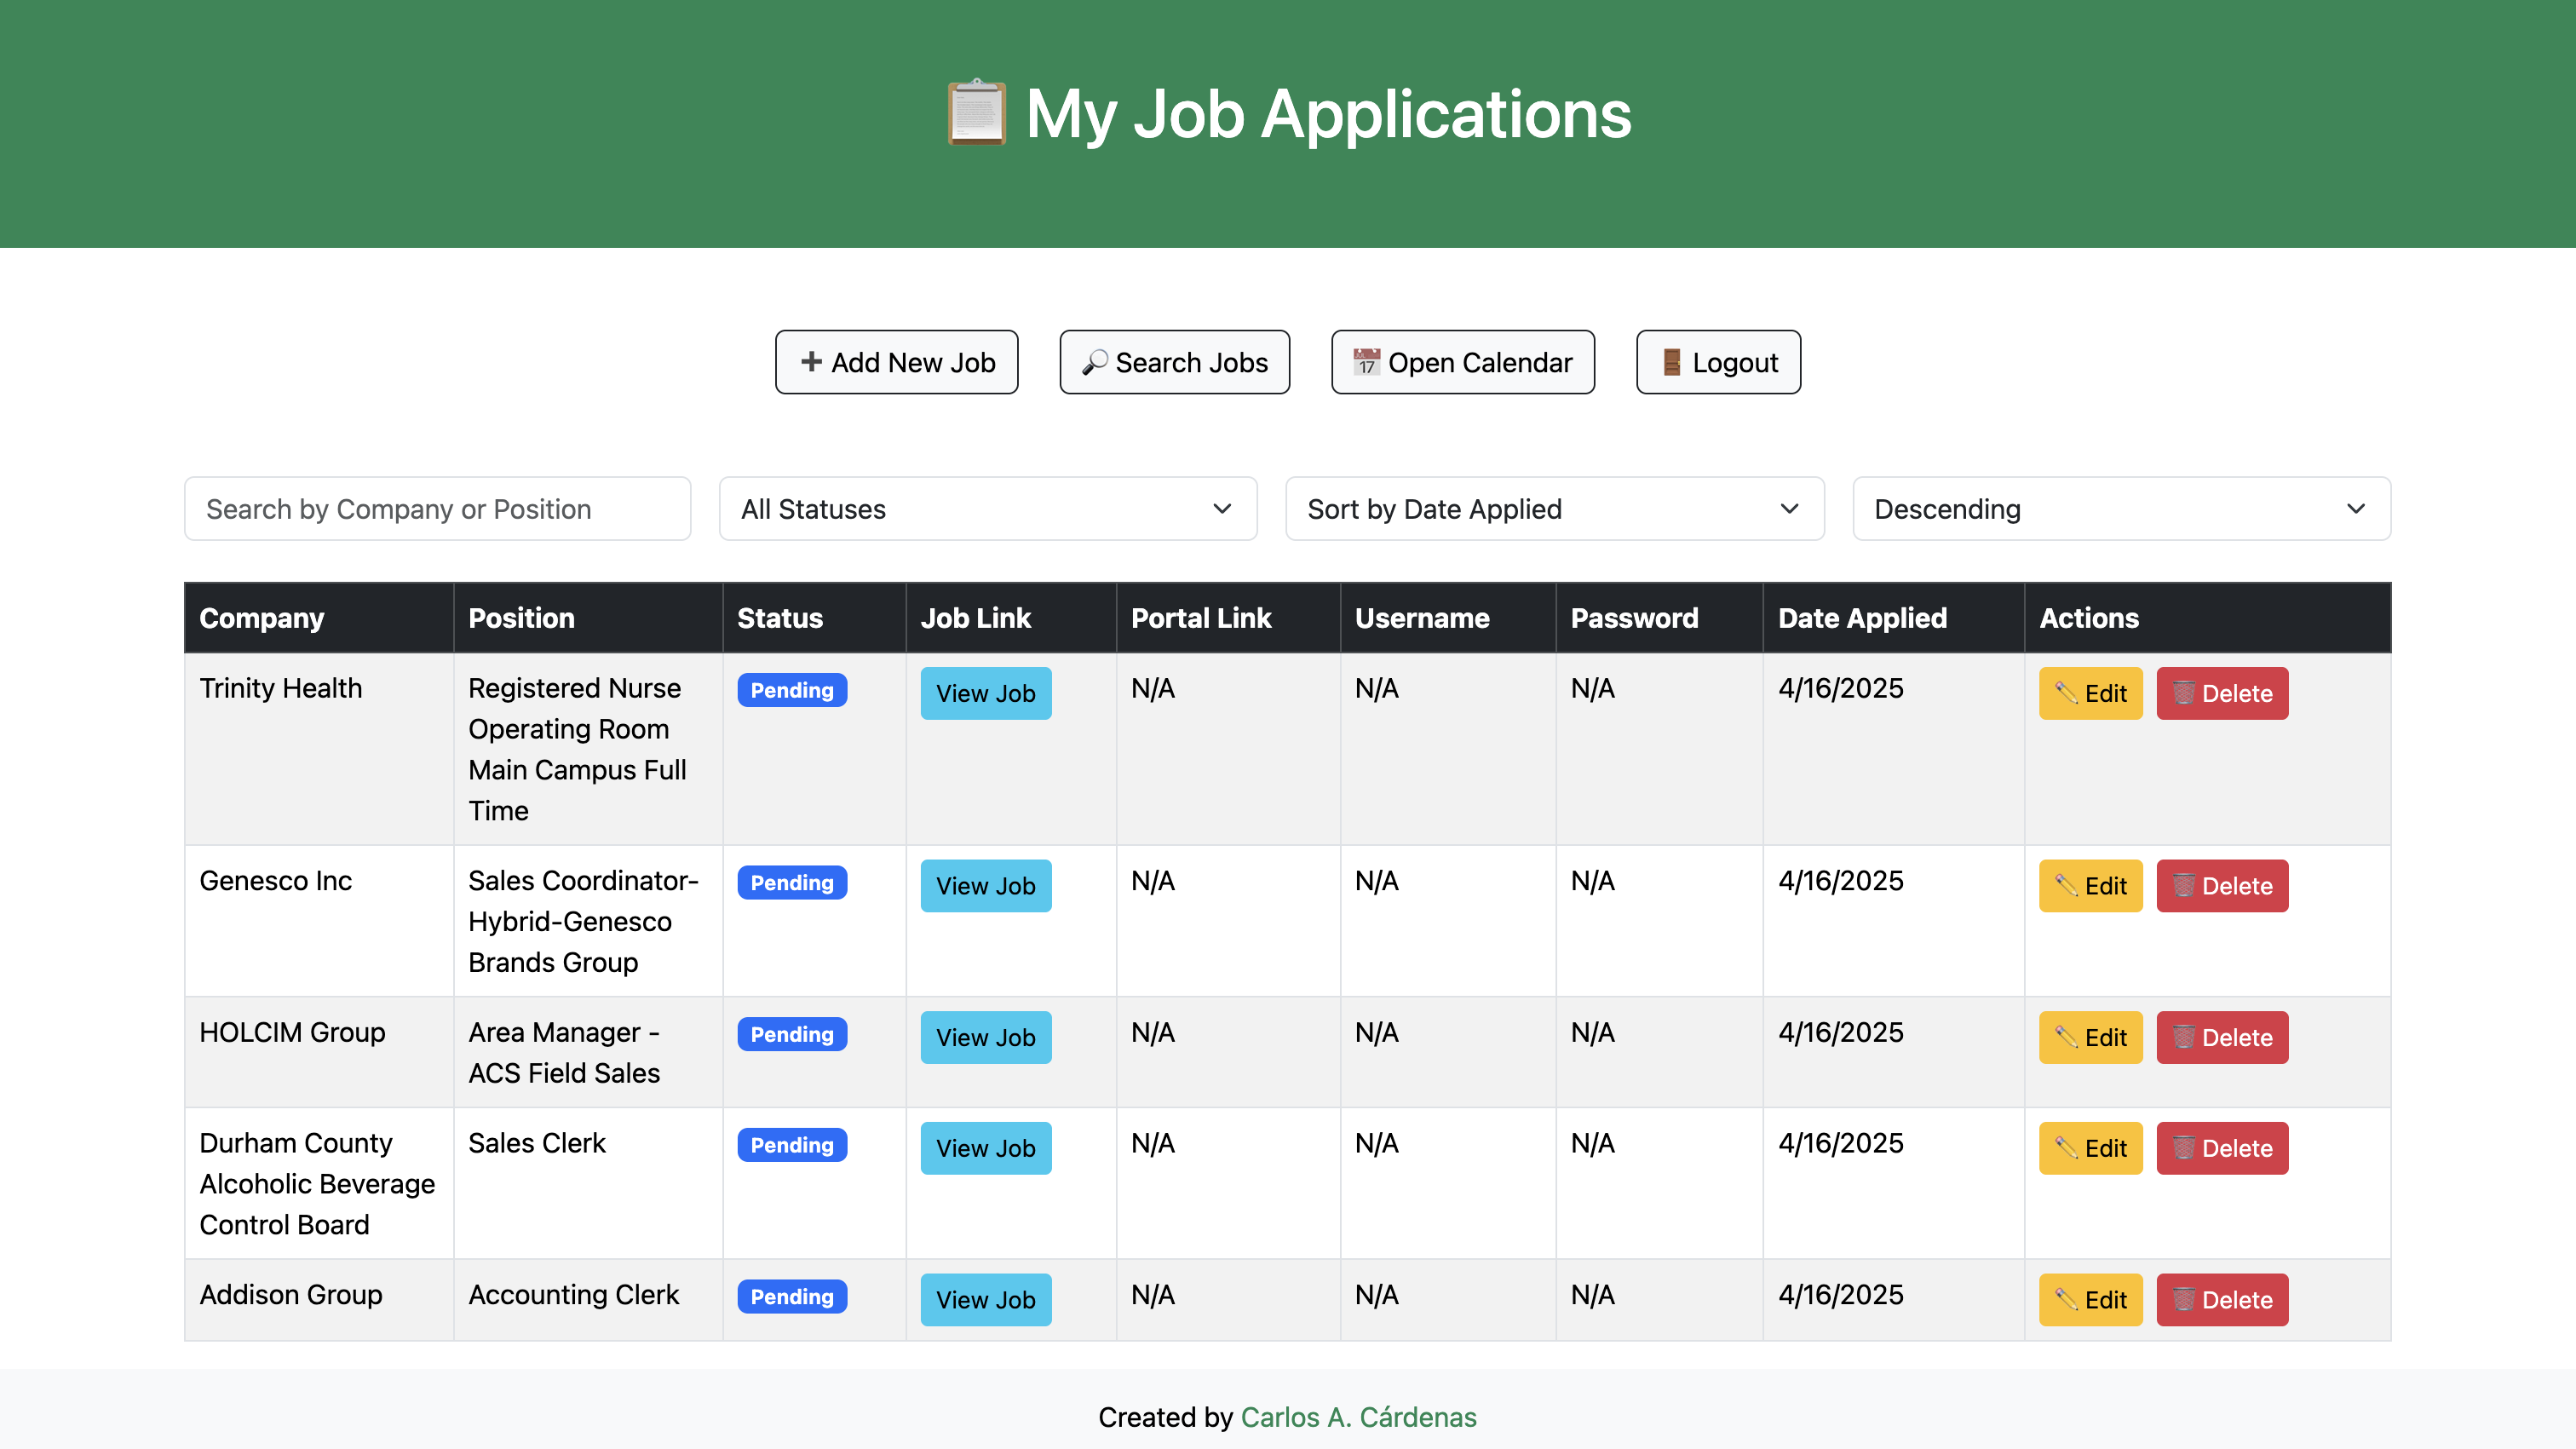 My Job Applications
Add New Job
Search Jobs
17 Open Calendar
Logout
Search by Company or Position
All Statuses
Sort by Date Applied
Descending
Company Position Status Job Link Portal Link Username Password Date Applied Actions
Trinity Health Registered Nurse Pending View Job N/A N/A N/A 4/16/2025 Edit Delete
Operating Room
Main Campus Full
Time
Genesco Inc Sales Coordinator- Pending View Job N/A N/A N/A 4/16/2025 Edit Delete
Hybrid-Genesco
Brands Group
HOLCIM Group Area Manager - Pending View Job N/A N/A N/A 4/16/2025 Edit Delete
ACS Field Sales
Durham County Sales Clerk Pending View Job N/A N/A N/A 4/16/2025 Edit Delete
Alcoholic Beverage
Control Board
Addison Group Accounting Clerk Pending View Job N/A N/A N/A 4/16/2025 Edit Delete
Created by Carlos A. Cárdenas